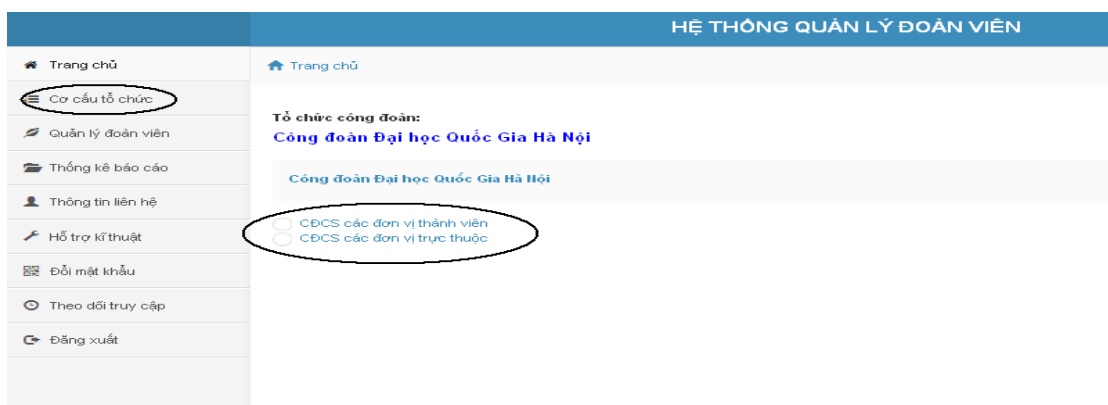 HỆ THỐNG QUẢN LÝ ĐOÀN VIÊN
Trang chủ
Cơ cấu tổ chức
Quản lý đoàn viên
Thống kê báo cáo
Thông tin liên hệ
Hỗ trợ kĩ thuật
Đổi mật khẩu
Theo dõi truy cập
Đăng xuất
Trang chủ
Tổ chức công đoàn:
Công đoàn Đại học Quốc Gia Hà Nội
Công đoàn Đại học Quốc Gia Hà Nội
CĐCS các đơn vị thành viên
CĐCS các đơn vị trực thuộc